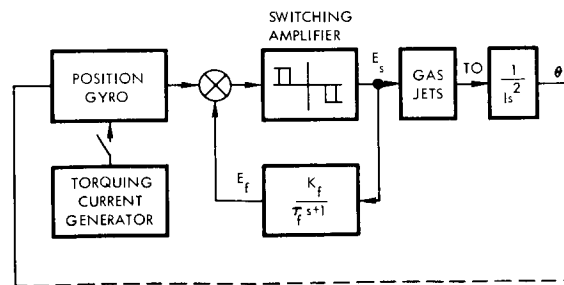 SWITCHING
AMPLIFIER
POSITION
GYRO
E_s
GAS
JETS
TO
1
Is^2
θ
TORQUING
CURRENT
GENERATOR
E_f
K_f
τ_f s+1